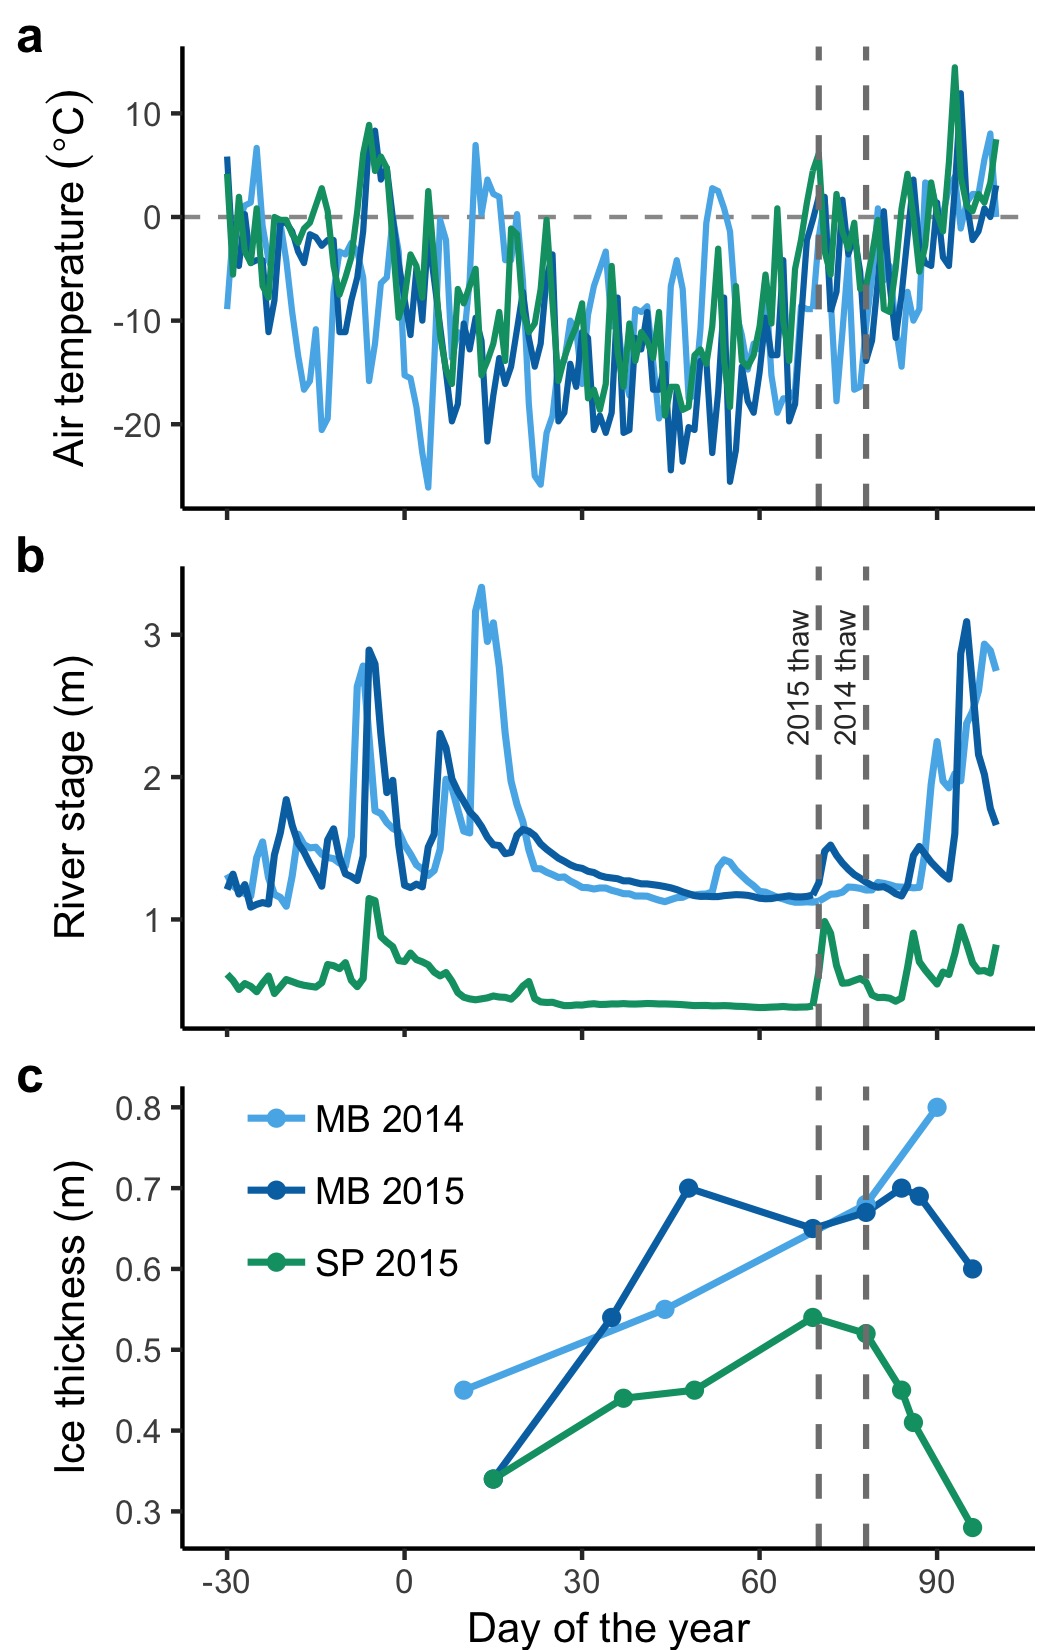 a
Air temperature (°C)
10
0
-10
-20
b
River stage (m)
3
2
1
2015 thaw
2014 thaw
c
Ice thickness (m)
0.8
0.7
0.6
0.5
0.4
0.3
MB 2014
MB 2015
SP 2015
-30 0 30 60 90
Day of the year